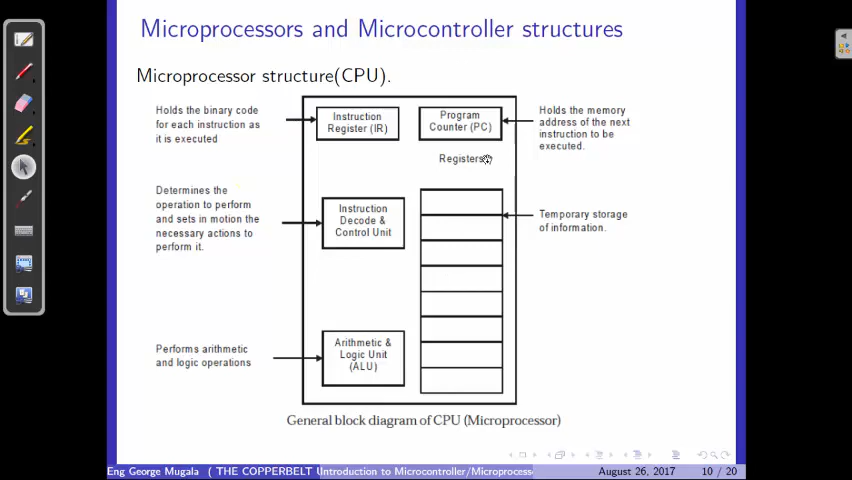 Microprocessors and Microcontroller structures
Microprocessor structure(CPU).
Holds the binary code
for each instruction as
it is executed
Instruction
Register (IR)
Program
Counter (PC)
Holds the memory
address of the next
instruction to be
executed.
Registers
Determines the
operation to perform
and sets in motion the
necessary actions to
perform it.
Instruction
Decode &
Control Unit
Temporary storage
of information.
Performs arithmetic
and logic operations
Arithmetic &
Logic Unit
(ALU)
General block diagram of CPU (Microprocessor)
Eng George Mugala ( THE COPPERBELT U
Introduction to Microcontroller/Microprocess
August 26, 2017 10 / 20